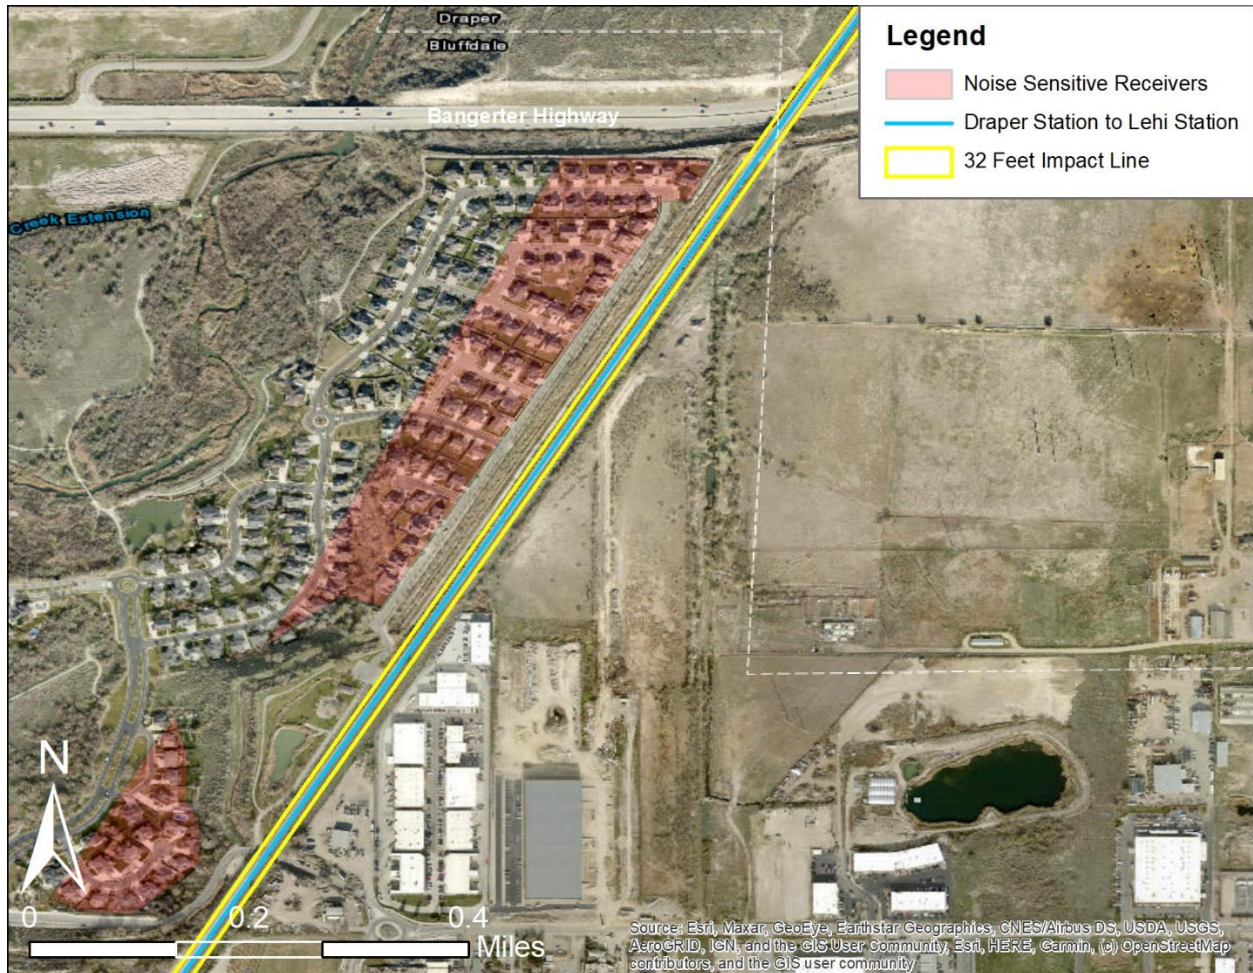 Draper
Bluffdale
Legend
Noise Sensitive Receivers
Draper Station to Lehi Station
32 Feet Impact Line
Bangerter Highway
Creek Extension
N
0 0.2 0.4
Miles
Source: Esri, Maxar, GeoEye, Earthstar Geographics, CNES/Airbus DS, USDA, USGS,
AeroGRID, IGN, and the GIS User Community, Esri, HERE, Garmin, (c) OpenStreetMap
contributors, and the GIS user community